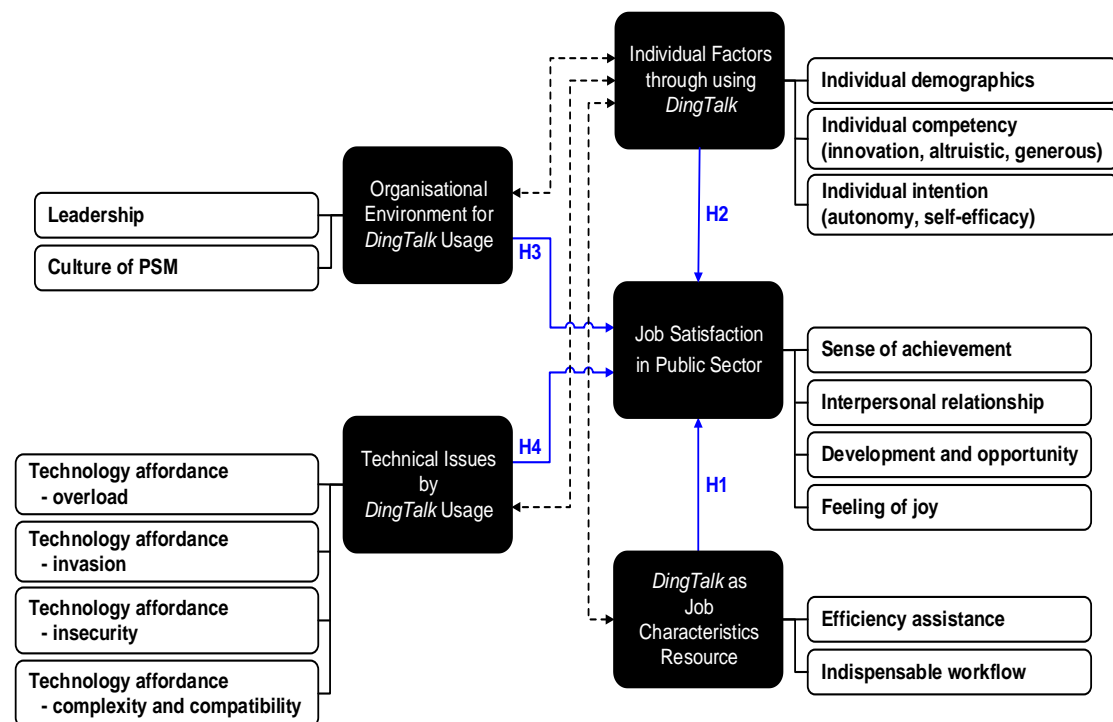 Individual Factors
through using
DingTalk
Individual demographics
Individual competency
(innovation, altruistic, generous)
Individual intention
(autonomy, self-efficacy)
Organisational
Environment for
DingTalk Usage
Leadership
Culture of PSM
H2
H3
Job Satisfaction
in Public Sector
Sense of achievement
Interpersonal relationship
Development and opportunity
Feeling of joy
Technical Issues
by
DingTalk Usage
H4
H1
Technology affordance
- overload
Technology affordance
- invasion
Technology affordance
- insecurity
Technology affordance
- complexity and compatibility
DingTalk as
Job
Characteristics
Resource
Efficiency assistance
Indispensable workflow